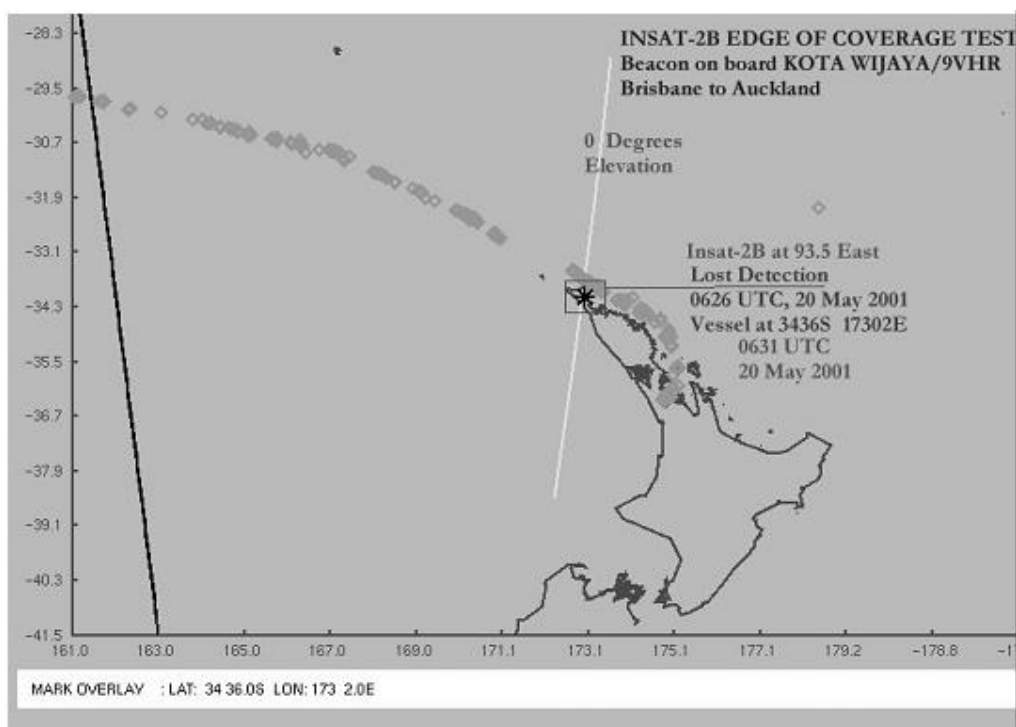 INSAT-2B EDGE OF COVERAGE TEST
Beacon on board KOTA WIJAYA/9VHR
Brisbane to Auckland
0 Degrees
Elevation
Insat-2B at 93.5 East
Lost Detection
0626 UTC, 20 May 2001
Vessel at 3436S 17302E
0631 UTC
20 May 2001
-28.3
-29.5
-30.7
-31.9
-33.1
-34.3
-35.5
-36.7
-37.9
-39.1
-40.3
-41.5
161.0 163.0 165.0 167.0 169.0 171.1 173.1 175.1 177.1 179.2 -178.8 -17
MARK OVERLAY : LAT: 34 36.0S LON: 173 2.0E